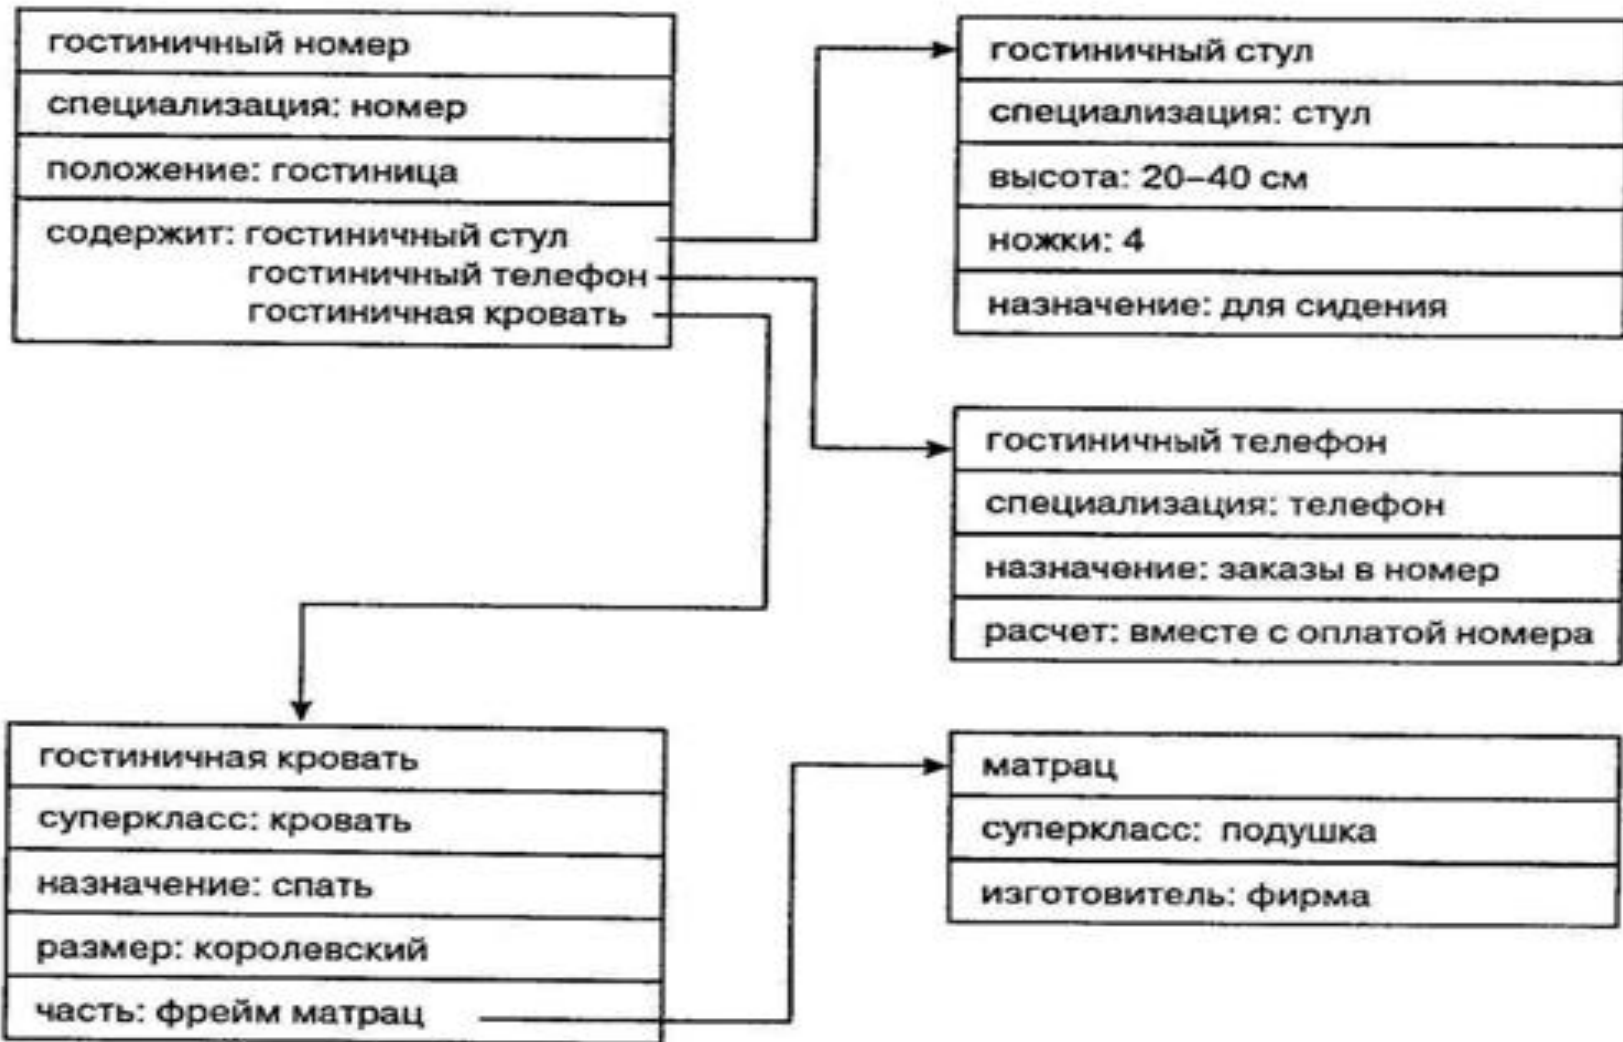 гостиничный номер
специализация: номер
положение: гостиница
содержит: гостиничный стул
гостиничный телефон
гостиничная кровать
гостиничный стул
специализация: стул
высота: 20–40 см
ножки: 4
назначение: для сидения
гостиничный телефон
специализация: телефон
назначение: заказы в номер
расчет: вместе с оплатой номера
гостиничная кровать
суперкласс: кровать
назначение: спать
размер: королевский
часть: фрейм матрац
матрац
суперкласс: подушка
изготовитель: фирма